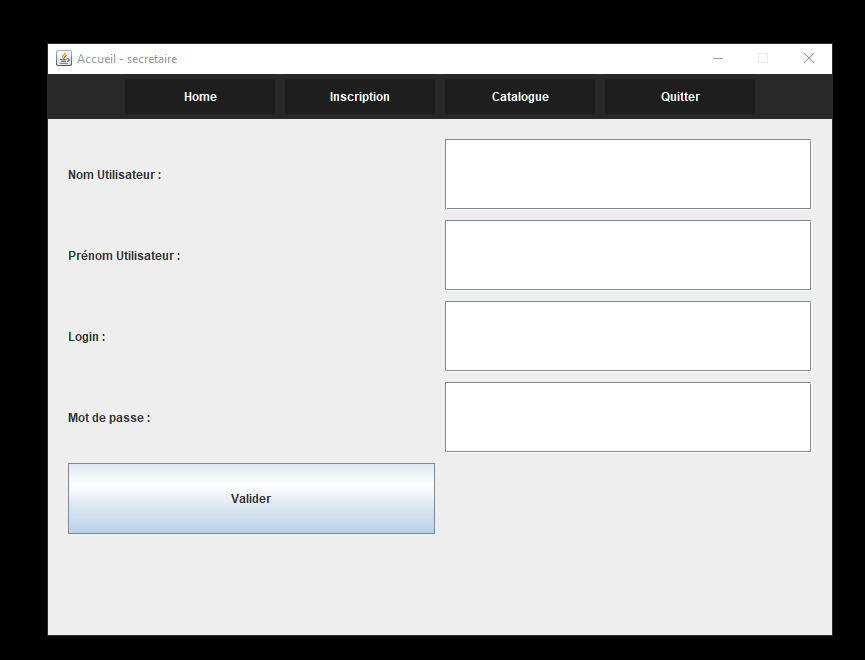 Accueil - secretaire
Home Inscription Catalogue Quitter
Nom Utilisateur :
Prénom Utilisateur :
Login :
Mot de passe :
Valider